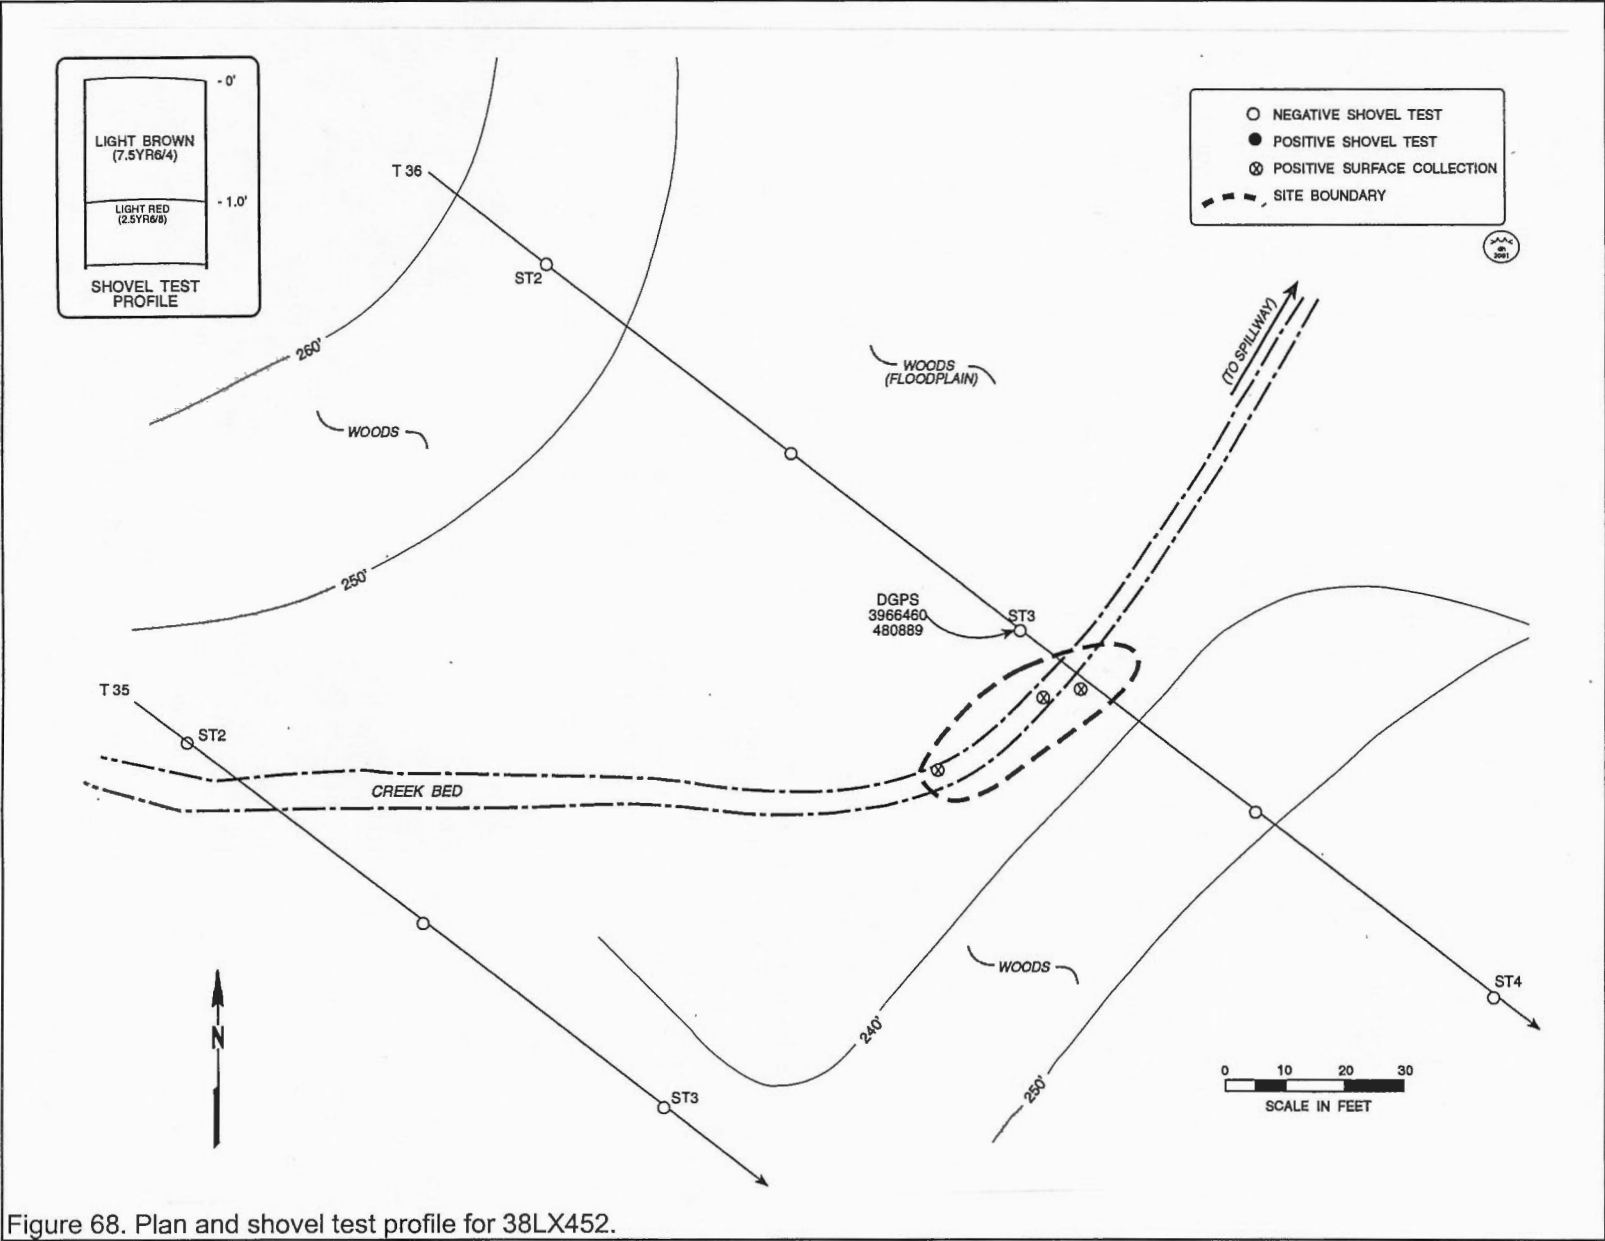 - 0'
LIGHT BROWN
(7.5YR6/4)
- 1.0'
LIGHT RED
(2.5YR6/8)
SHOVEL TEST
PROFILE
NEGATIVE SHOVEL TEST
POSITIVE SHOVEL TEST
POSITIVE SURFACE COLLECTION
SITE BOUNDARY
2001
T 36
ST2
260'
WOODS
WOODS
(FLOODPLAIN)
(TO SPILLWAY)
250'
DGPS
3966460
480889
ST3
T 35
ST2
CREEK BED
WOODS
240'
250'
ST4
N
ST3
0 10 20 30
SCALE IN FEET
Figure 68. Plan and shovel test profile for 38LX452.